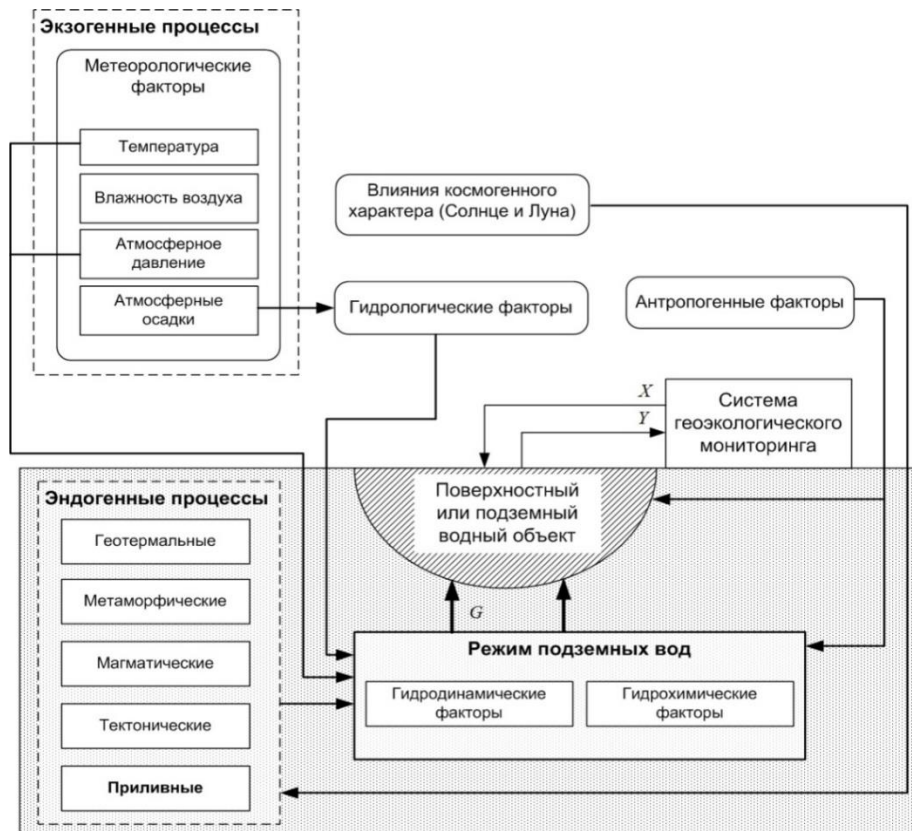 Экзогенные процессы
Метеорологические
факторы
Температура
Влажность воздуха
Атмосферное
давление
Атмосферные
осадки
Влияния космогенного
характера (Солнце и Луна)
Гидрологические факторы
Антропогенные факторы
X
Y
Система
геоэкологического
мониторинга
Поверхностный
или подземный
водный объект
G
Эндогенные процессы
Геотермальные
Метаморфические
Магматические
Тектонические
Приливные
Режим подземных вод
Гидродинамические
факторы
Гидрохимические
факторы